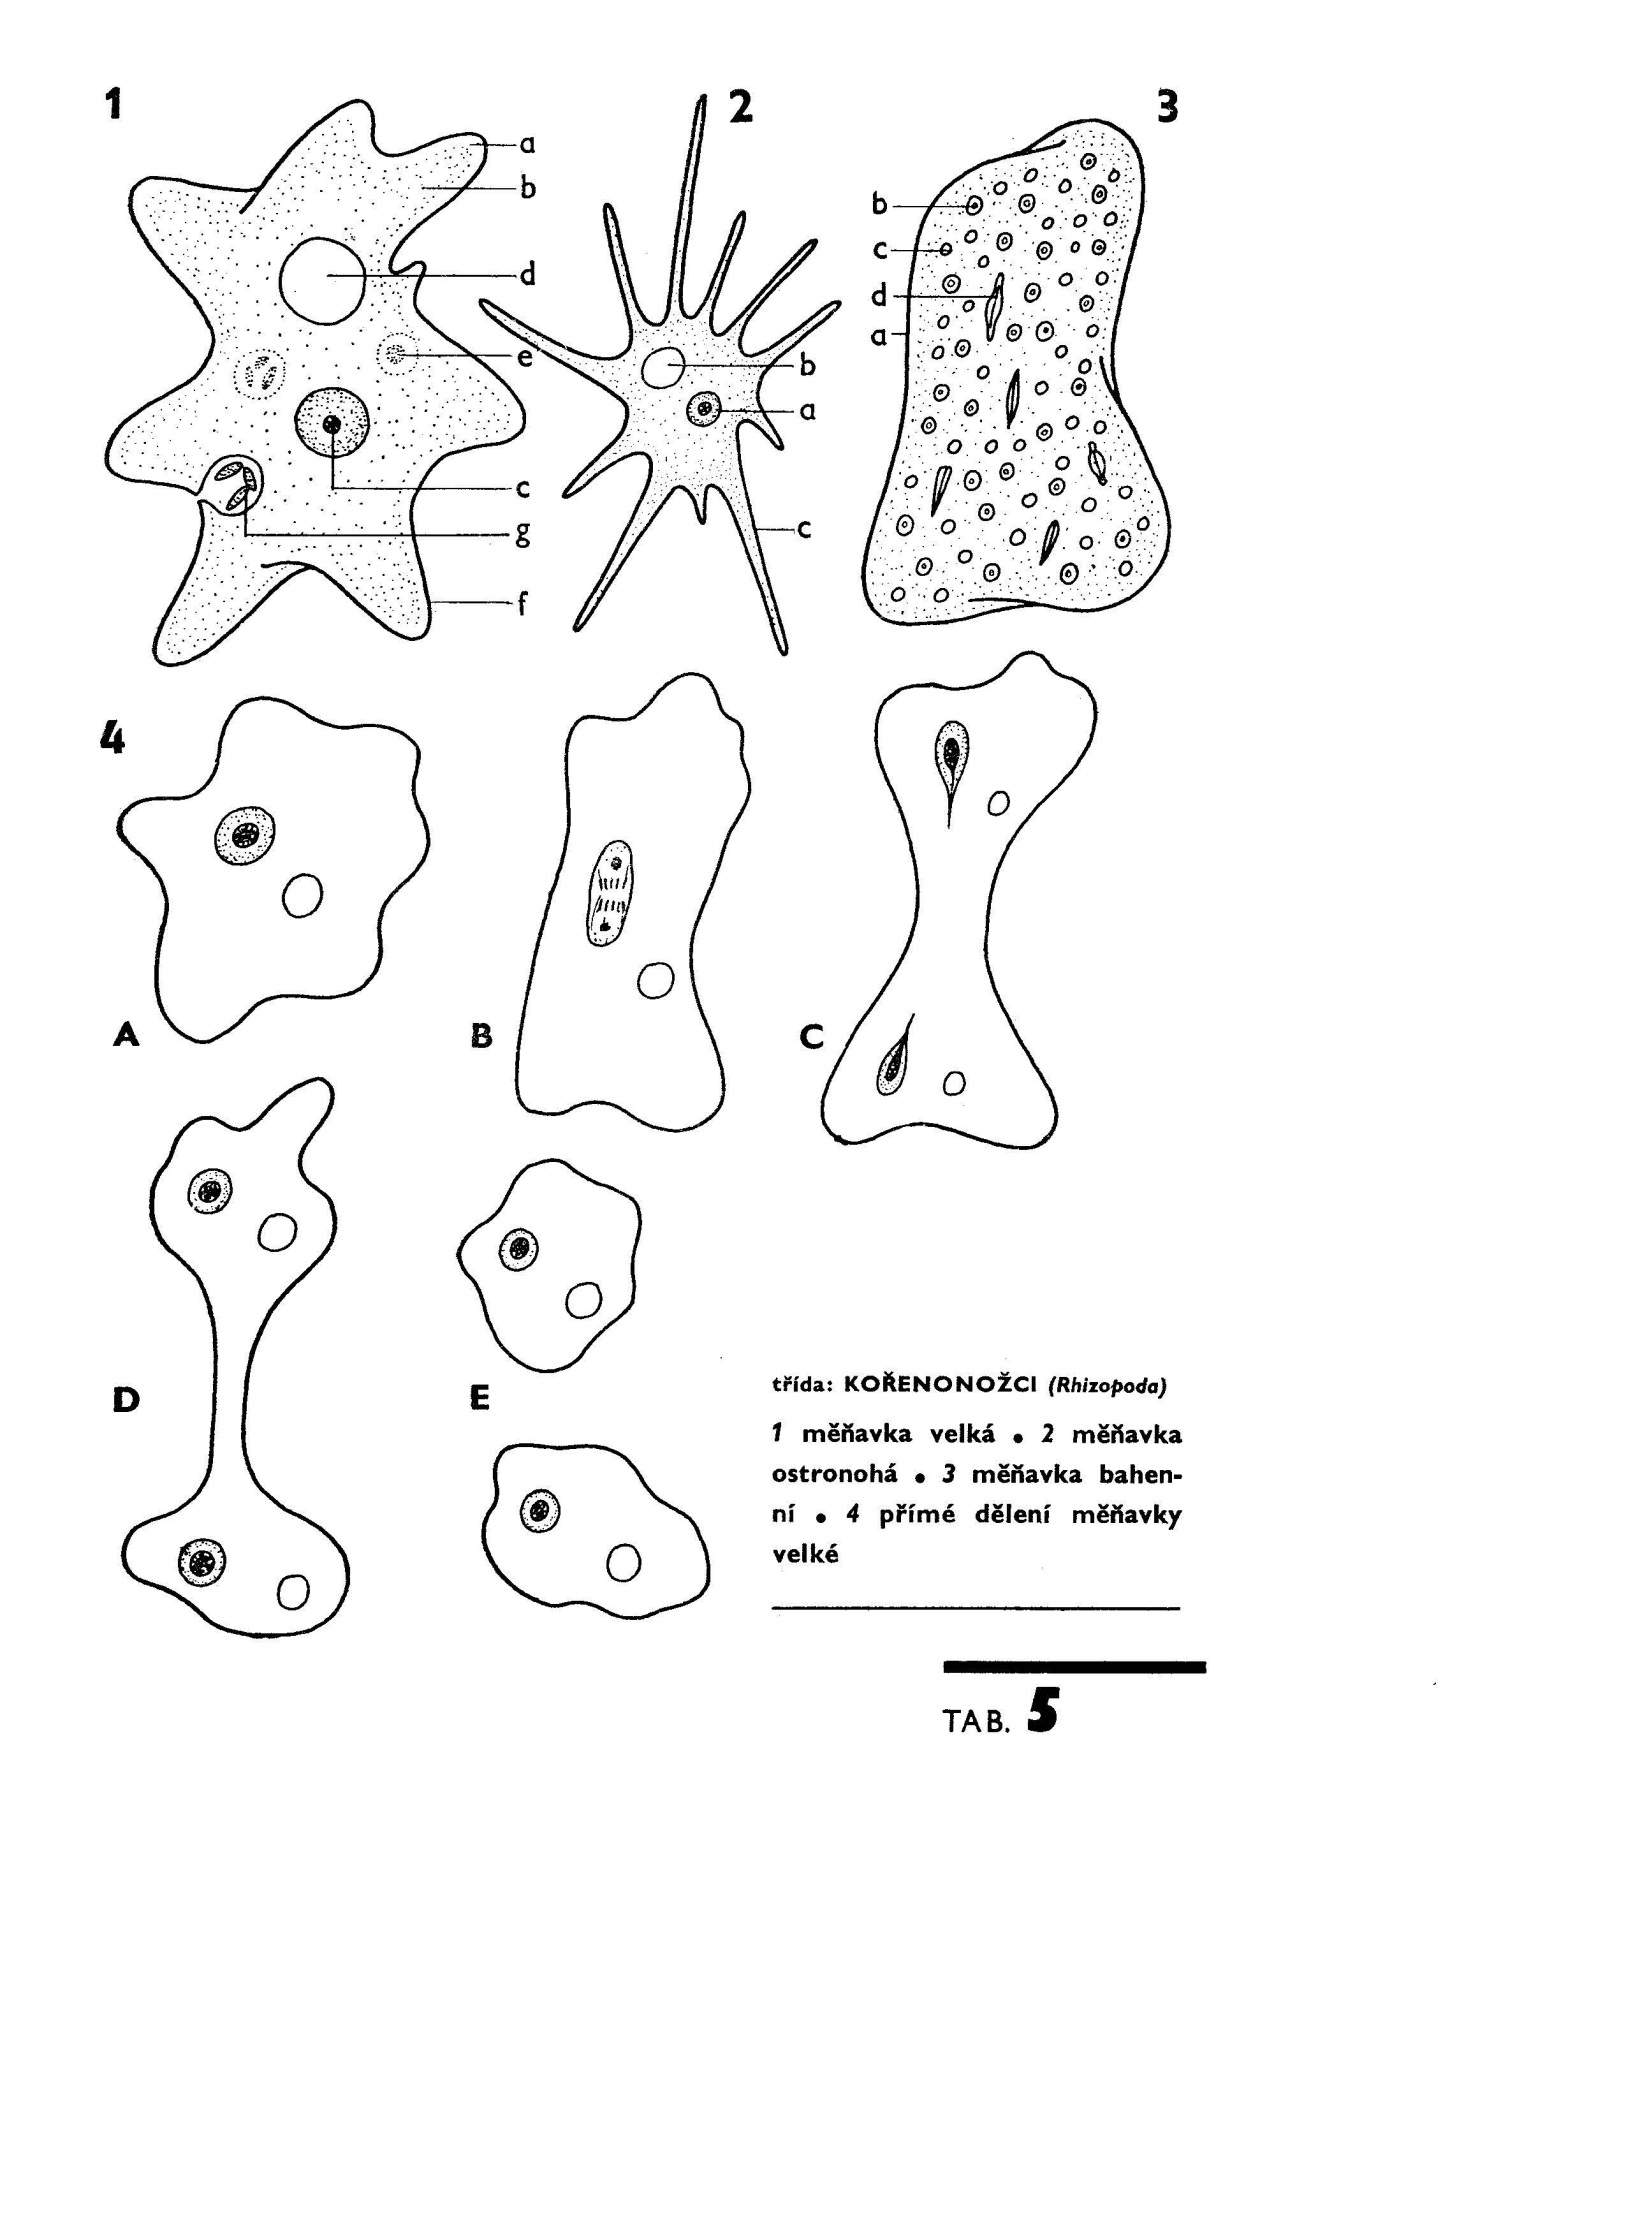 1
2
3
a
b
d
e
c
g
f
b
a
c
b
c
d
a
4
A
B
C
D
E
třída: KOŘENONOŽCI (Rhizopoda)
1 měňavka velká • 2 měňavka
ostronohá • 3 měňavka bahen-
ní • 4 přímé dělení měňavky
velké
TAB. 5